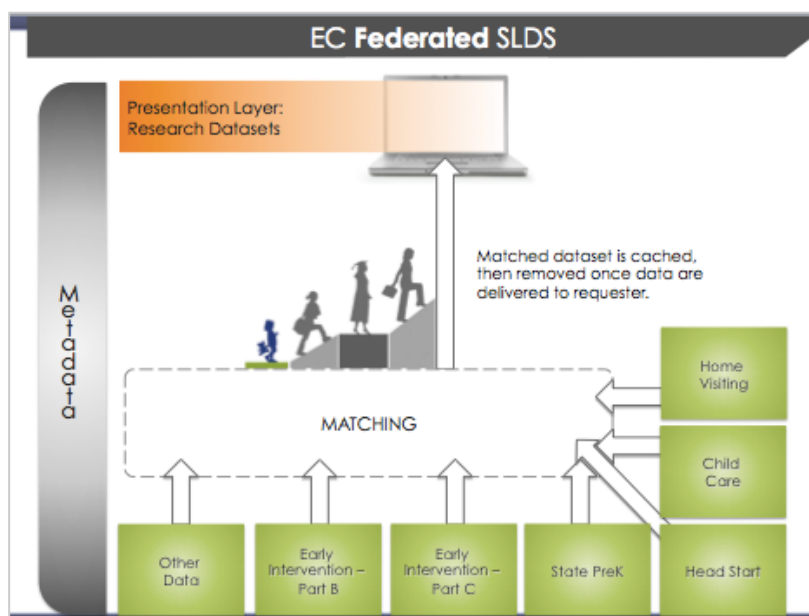 EC Federated SLDS
Presentation Layer:
Research Datasets
Metadata
Matched dataset is cached,
then removed once data are
delivered to requester.
MATCHING
Home
Visiting
Child
Care
Other
Data
Early
Intervention –
Part B
Early
Intervention –
Part C
State PreK
Head Start